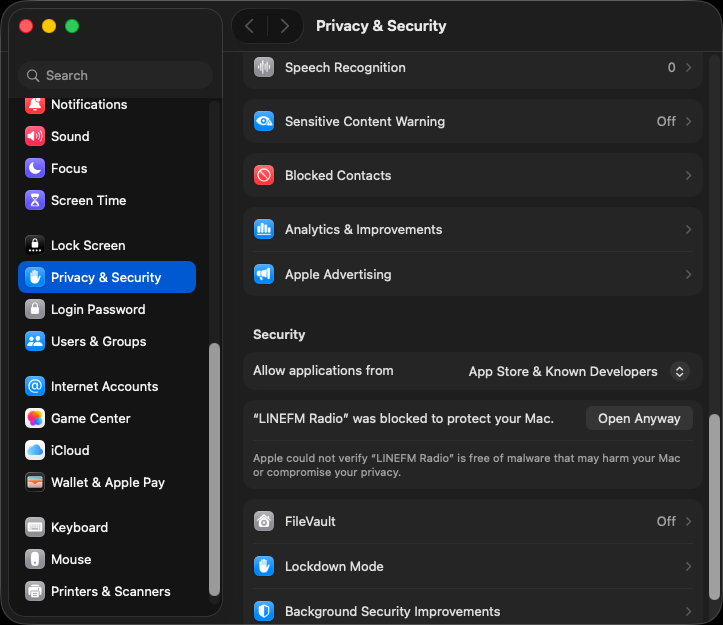 Privacy & Security
Search
Notifications
Sound
Focus
Screen Time
Lock Screen
Privacy & Security
Login Password
Users & Groups
Internet Accounts
Game Center
iCloud
Wallet & Apple Pay
Keyboard
Mouse
Printers & Scanners
Speech Recognition 0
Sensitive Content Warning Off
Blocked Contacts
Analytics & Improvements
Apple Advertising
Security
Allow applications from App Store & Known Developers
“LINEFM Radio” was blocked to protect your Mac. Open Anyway
Apple could not verify “LINEFM Radio” is free of malware that may harm your Mac
or compromise your privacy.
FileVault Off
Lockdown Mode
Background Security Improvements